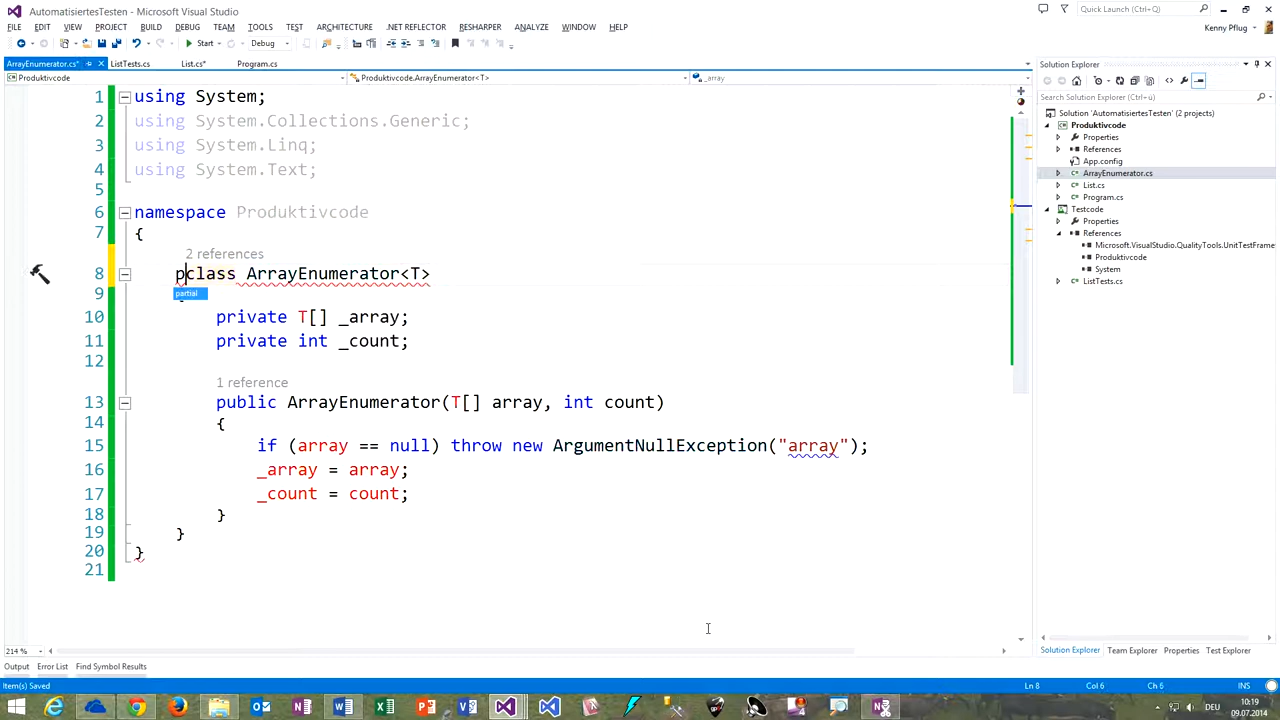 AutomatisiertesTesten - Microsoft Visual Studio
Quick Launch (Ctrl+Q)
FILE EDIT VIEW PROJECT BUILD DEBUG TEAM TOOLS TEST ARCHITECTURE .NET REFLECTOR RESHARPER ANALYZE WINDOW HELP
Kenny Pflug
Start
Debug
ArrayEnumerator.cs* ListTests.cs List.cs* Program.cs
Produktivcode
Produktivcode.ArrayEnumerator<T>
_array
1 using System;
2 using System.Collections.Generic;
3 using System.Linq;
4 using System.Text;
5
6 namespace Produktivcode
7 {
2 references
8 pclass ArrayEnumerator<T>
partial
9
10 private T[] _array;
11 private int _count;
12
1 reference
13 public ArrayEnumerator(T[] array, int count)
14 {
15 if (array == null) throw new ArgumentNullException("array");
16 _array = array;
17 _count = count;
18 }
19 }
20 }
21
214 %
Solution Explorer
Search Solution Explorer (Ctrl+ü)
Solution 'AutomatisiertesTesten' (2 projects)
Produktivcode
Properties
References
App.config
ArrayEnumerator.cs
List.cs
Program.cs
Testcode
Properties
References
Microsoft.VisualStudio.QualityTools.UnitTestFrame
Produktivcode
System
ListTests.cs
Solution Explorer Team Explorer Properties Test Explorer
Output Error List Find Symbol Results
Item(s) Saved
Ln 8 Col 6 Ch 6 INS
DEU
10:19
09.07.2014